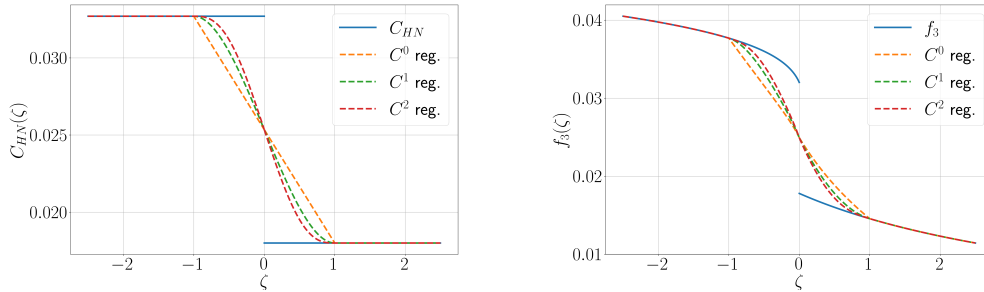 C_{HN}
C^0 reg.
C^1 reg.
C^2 reg.
0.030
0.025
0.020
C_{HN}(ζ)
−2 −1 0 1 2
ζ
f_3
C^0 reg.
C^1 reg.
C^2 reg.
0.04
0.03
0.02
0.01
f_3(ζ)
−2 −1 0 1 2
ζ